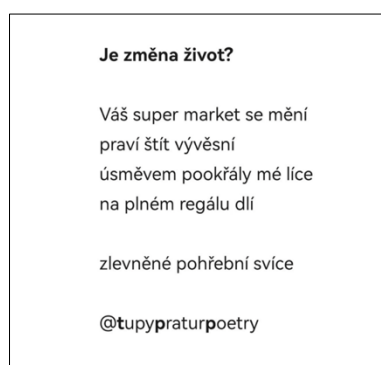 Je změna život?
Váš super market se mění
praví štít vývěsní
úsměvem pookřály mé líce
na plném regálu dlí
zlevněné pohřební svíce
@tupypraturpoetry